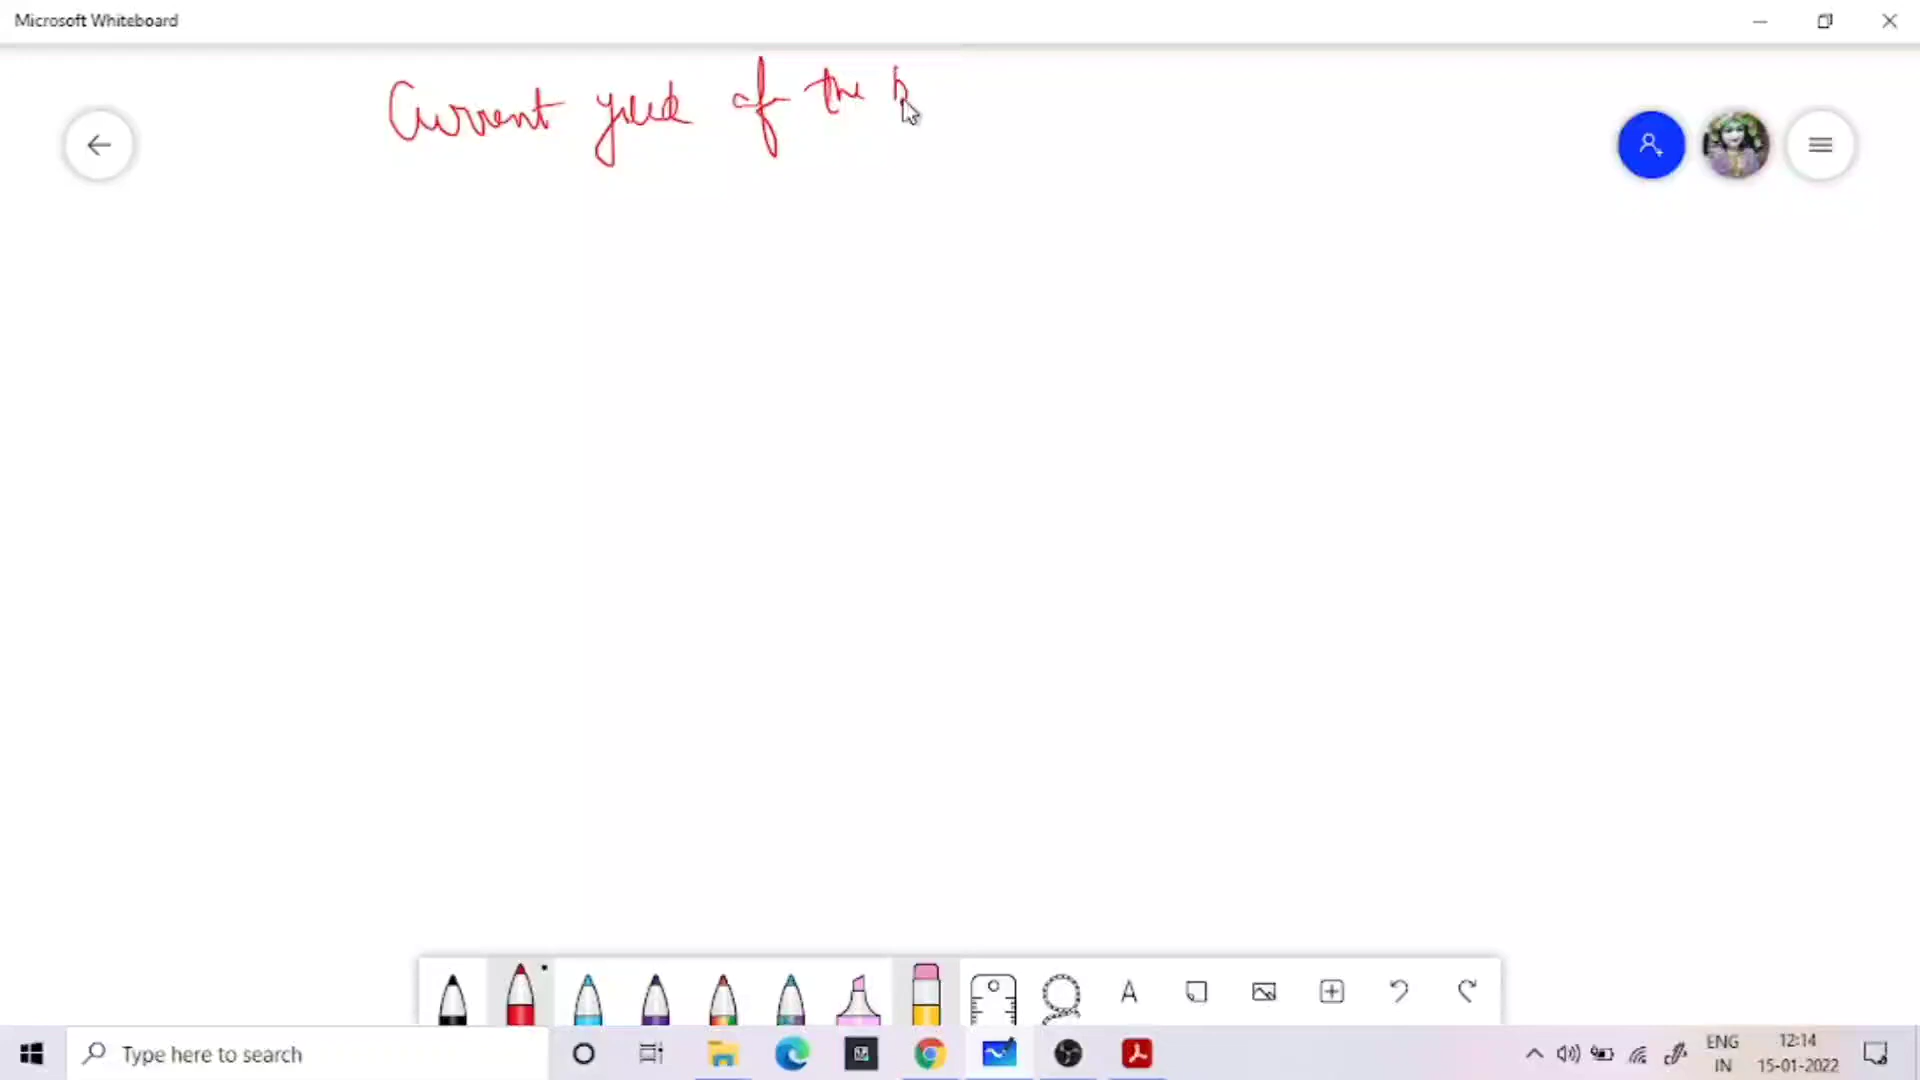 Microsoft Whiteboard
Current yield of the b
A
Type here to search
ENG
IN
12:14
15-01-2022